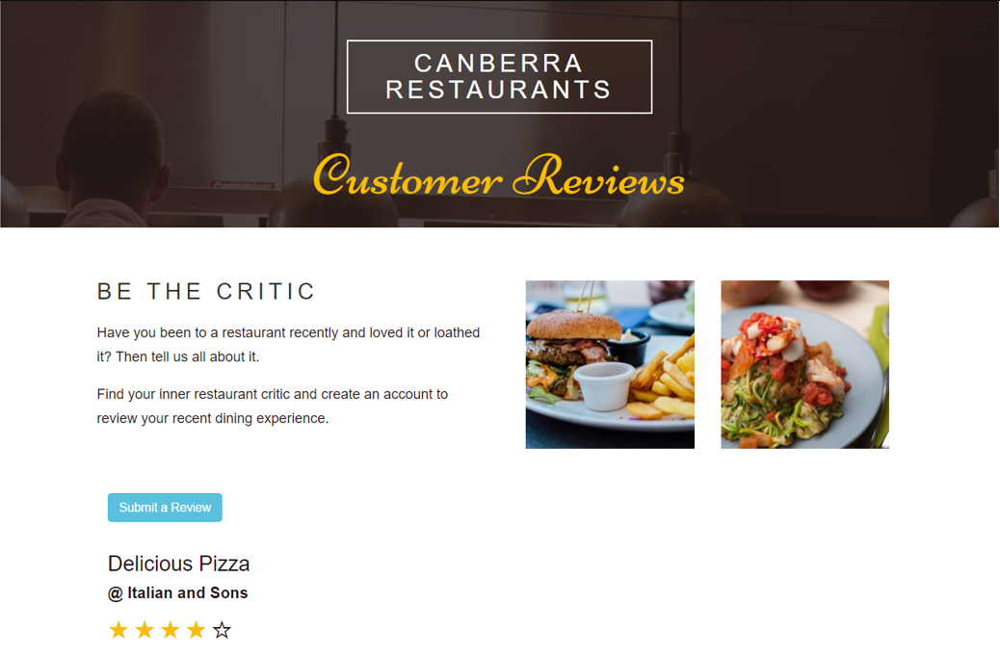 CANBERRA
RESTAURANTS
Customer Reviews
BE THE CRITIC
Have you been to a restaurant recently and loved it or loathed
it? Then tell us all about it.
Find your inner restaurant critic and create an account to
review your recent dining experience.
Submit a Review
Delicious Pizza
@ Italian and Sons